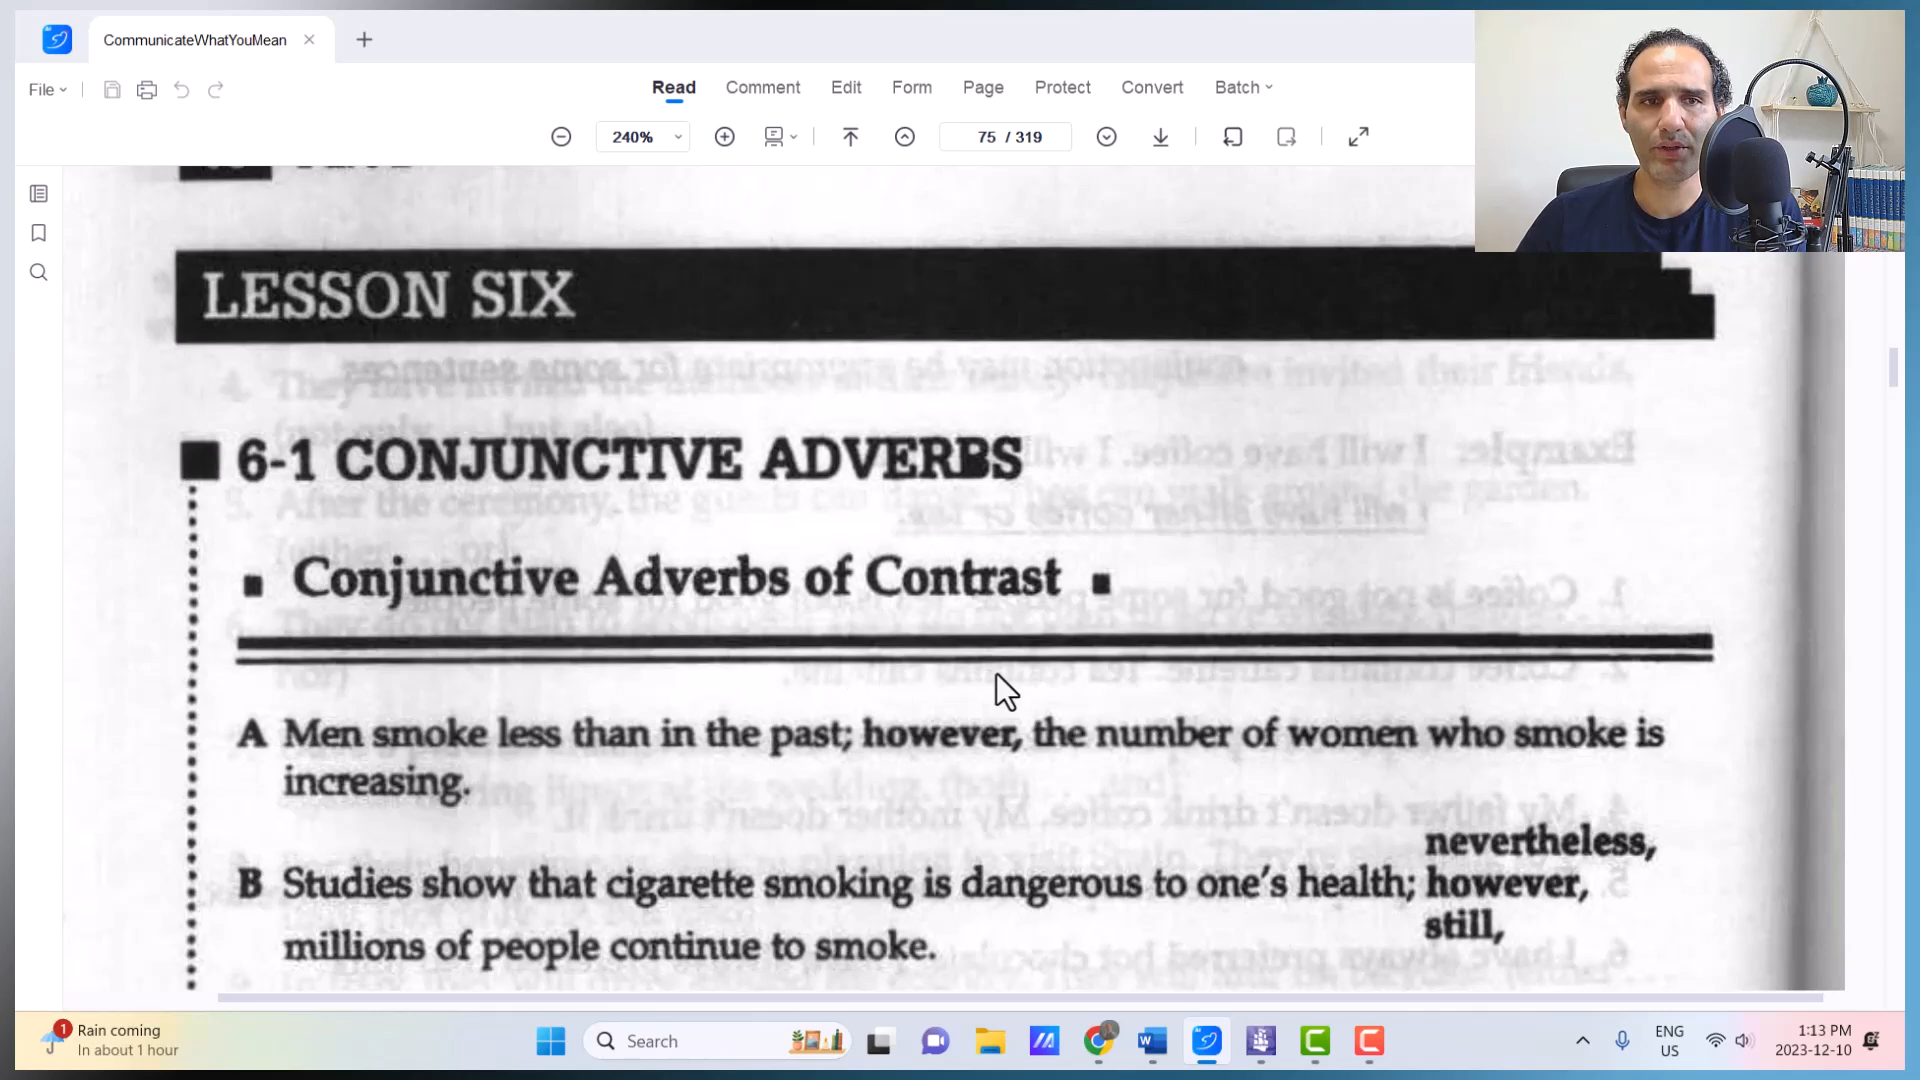 CommunicateWhatYouMean
File
Read Comment Edit Form Page Protect Convert Batch
240%
75 / 319
LESSON SIX
6-1 CONJUNCTIVE ADVERBS
Conjunctive Adverbs of Contrast
A Men smoke less than in the past; however, the number of women who smoke is
increasing.
nevertheless,
B Studies show that cigarette smoking is dangerous to one's health; however,
still,
millions of people continue to smoke.
1
Rain coming
In about 1 hour
Search
ENG
US
1:13 PM
2023-12-10